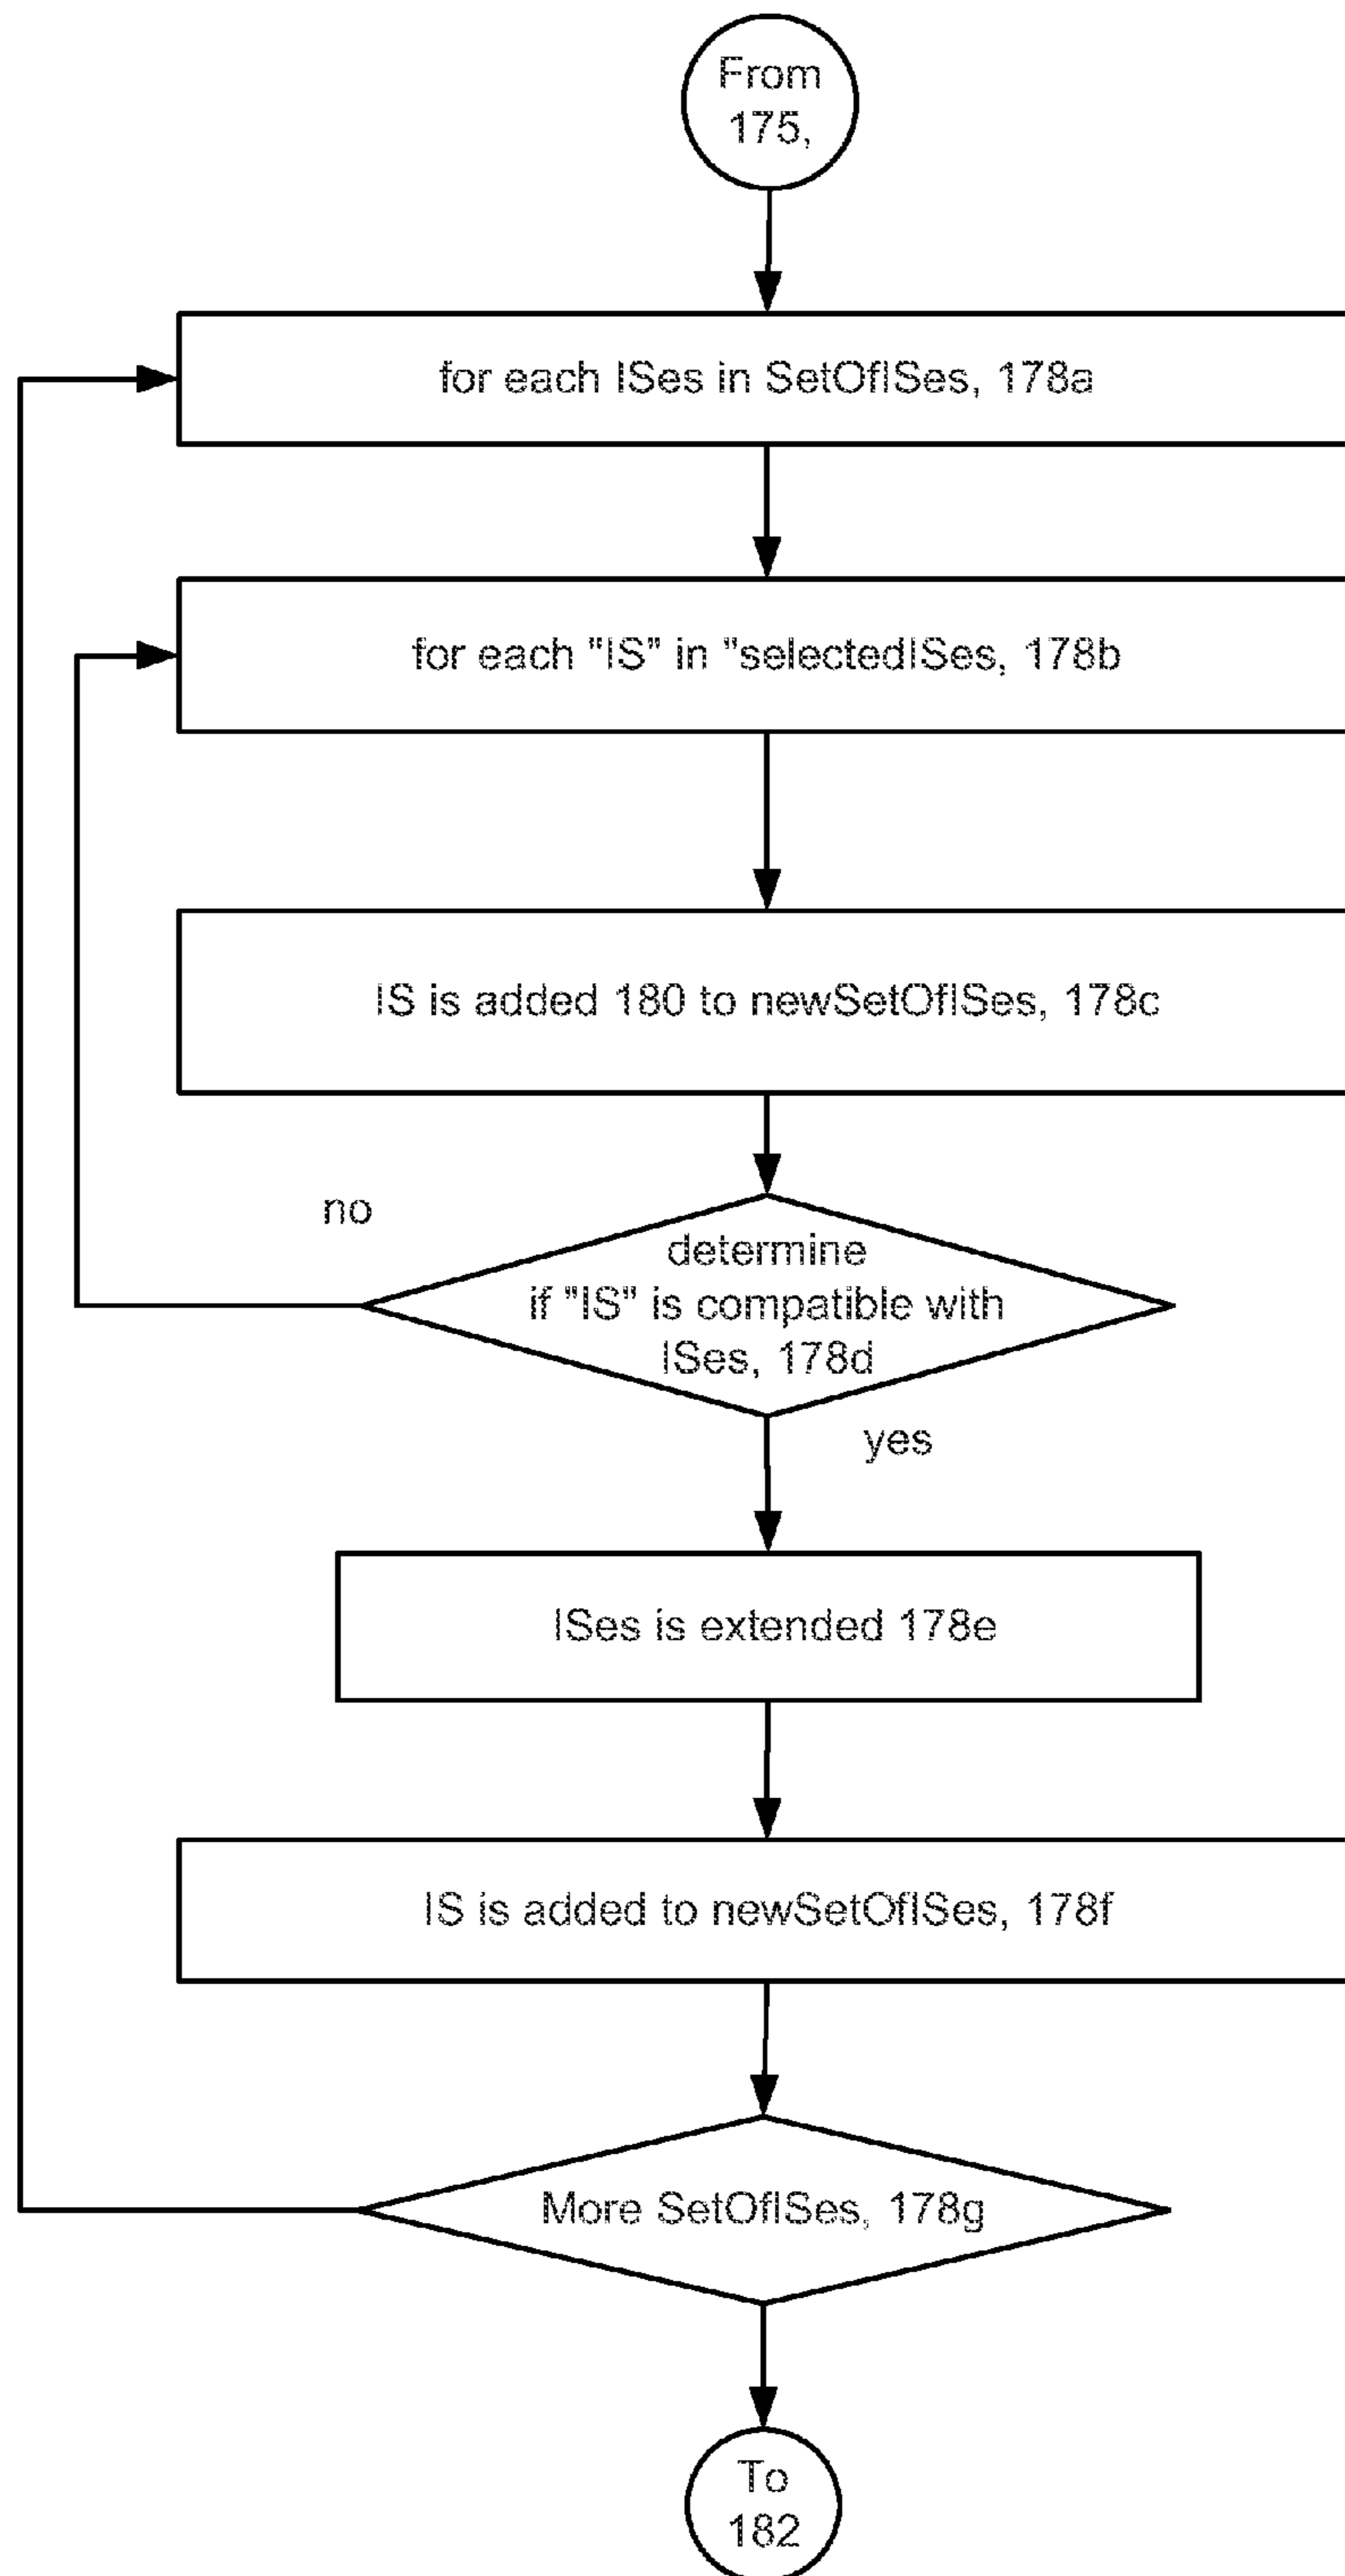 From
175,
for each ISes in SetOfISes, 178a
for each "IS" in "selectedISes, 178b
IS is added 180 to newSetOfISes, 178c
no
determine
if "IS" is compatible with
ISes, 178d
yes
ISes is extended 178e
IS is added to newSetOfISes, 178f
More SetOfISes, 178g
To
182